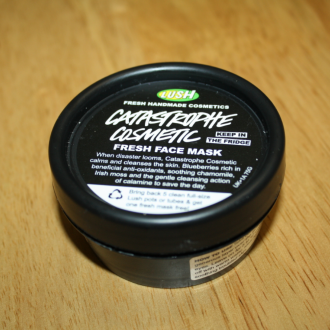 LUSH
FRESH HANDMADE COSMETICS
CATASTROPHE
COSMETIC
KEEP IN
THE FRIDGE
FRESH FACE MASK
When disaster looms, Catastrophe Cosmetic
calms and cleanses the skin. Blueberries rich in
beneficial anti-oxidants, soothing chamomile,
Irish moss and the gentle cleansing action
of calamine to save the day.
Bring back 5 clean full-size
Lush pots or tubes & get
one fresh mask free!